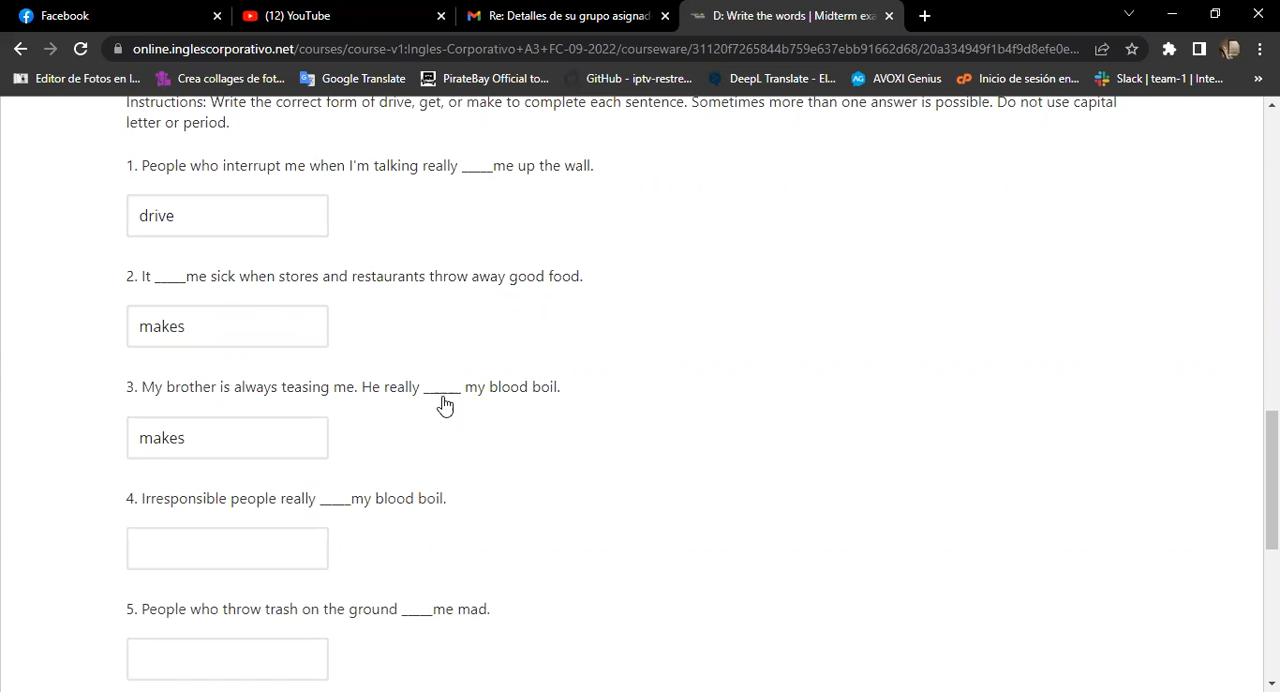 Facebook
(12) YouTube
Re: Detalles de su grupo asignad
D: Write the words | Midterm exa
online.inglescorporativo.net/courses/course-v1:Ingles-Corporativo+A3+FC-09-2022/courseware/31120f7265844b759e637ebb91662d68/20a334949f1b4f9d8efe0e...
Editor de Fotos en l...
Crea collages de fot...
Google Translate
PirateBay Official to...
GitHub - iptv-restre...
DeepL Translate - El...
AVOXI Genius
Inicio de sesión en...
Slack | team-1 | Inte...
»
Instructions: Write the correct form of drive, get, or make to complete each sentence. Sometimes more than one answer is possible. Do not use capital
letter or period.
1. People who interrupt me when I'm talking really ____me up the wall.
drive
2. It ____me sick when stores and restaurants throw away good food.
makes
3. My brother is always teasing me. He really _____ my blood boil.
makes
4. Irresponsible people really ____my blood boil.
5. People who throw trash on the ground ____me mad.